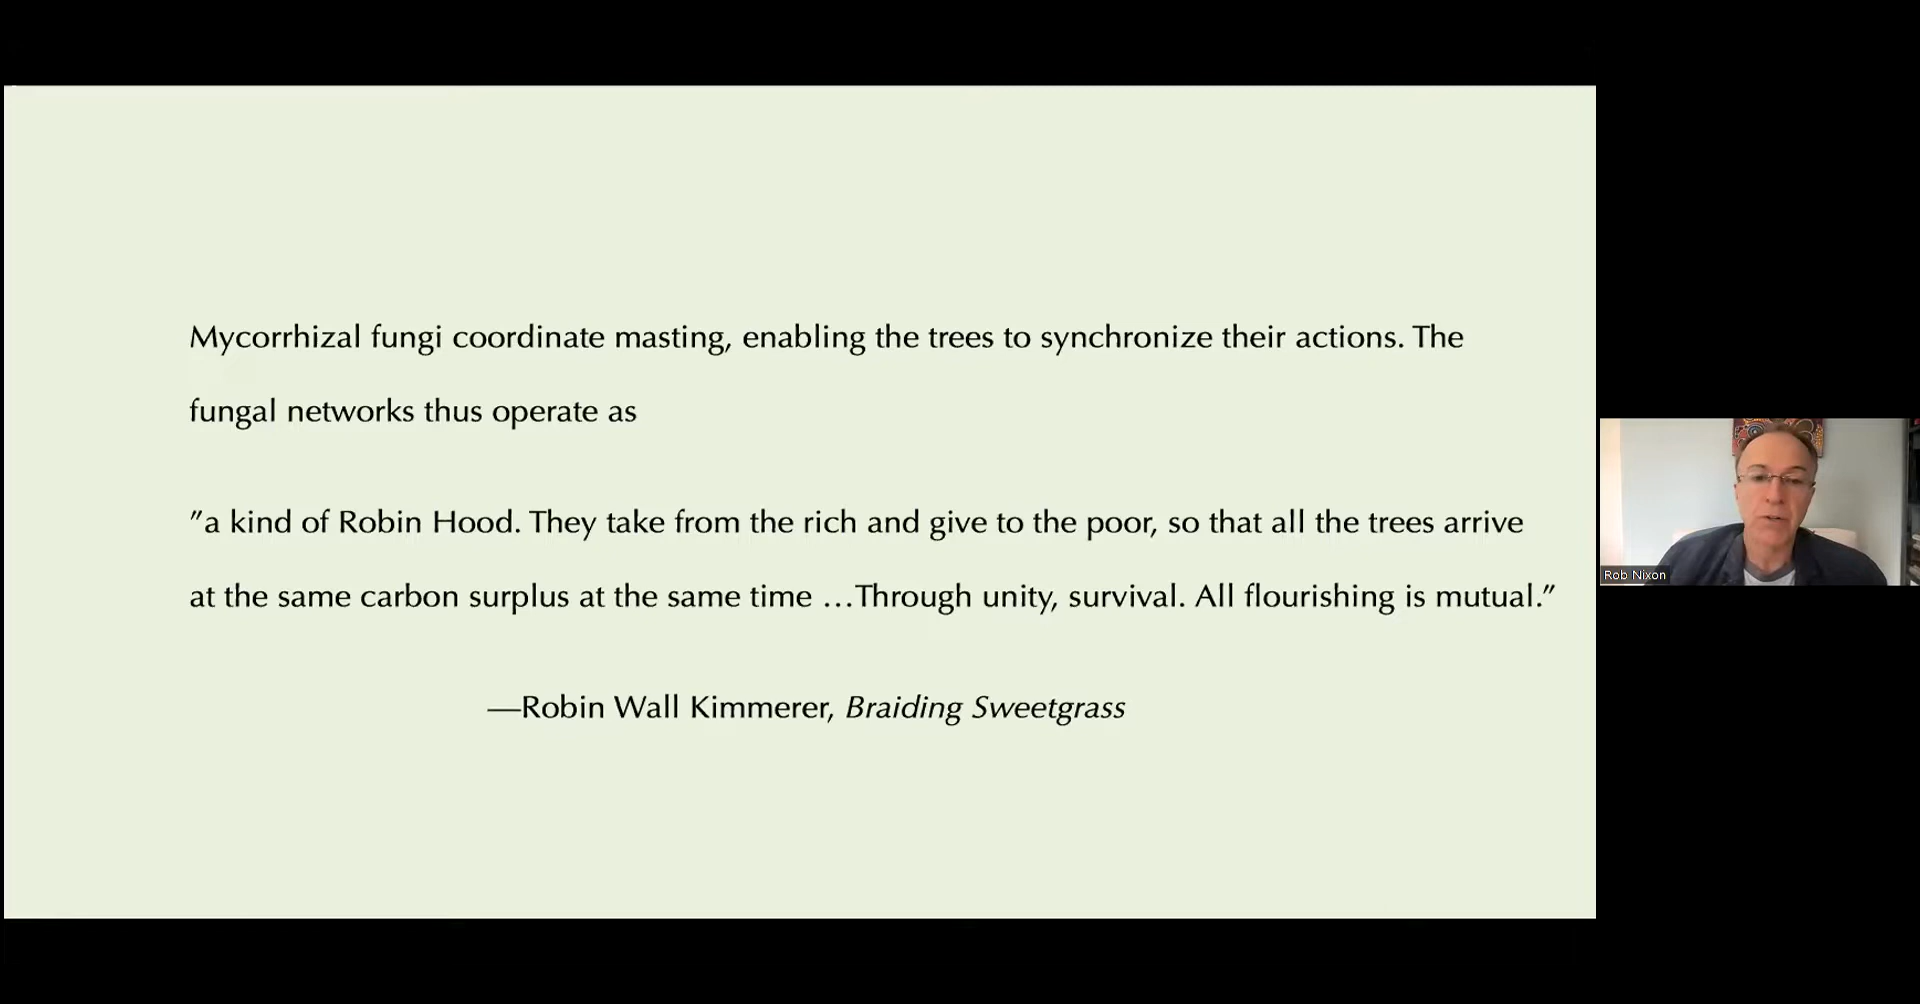 Mycorrhizal fungi coordinate masting, enabling the trees to synchronize their actions. The
fungal networks thus operate as
"a kind of Robin Hood. They take from the rich and give to the poor, so that all the trees arrive
at the same carbon surplus at the same time …Through unity, survival. All flourishing is mutual."
—Robin Wall Kimmerer, Braiding Sweetgrass
Rob Nixon